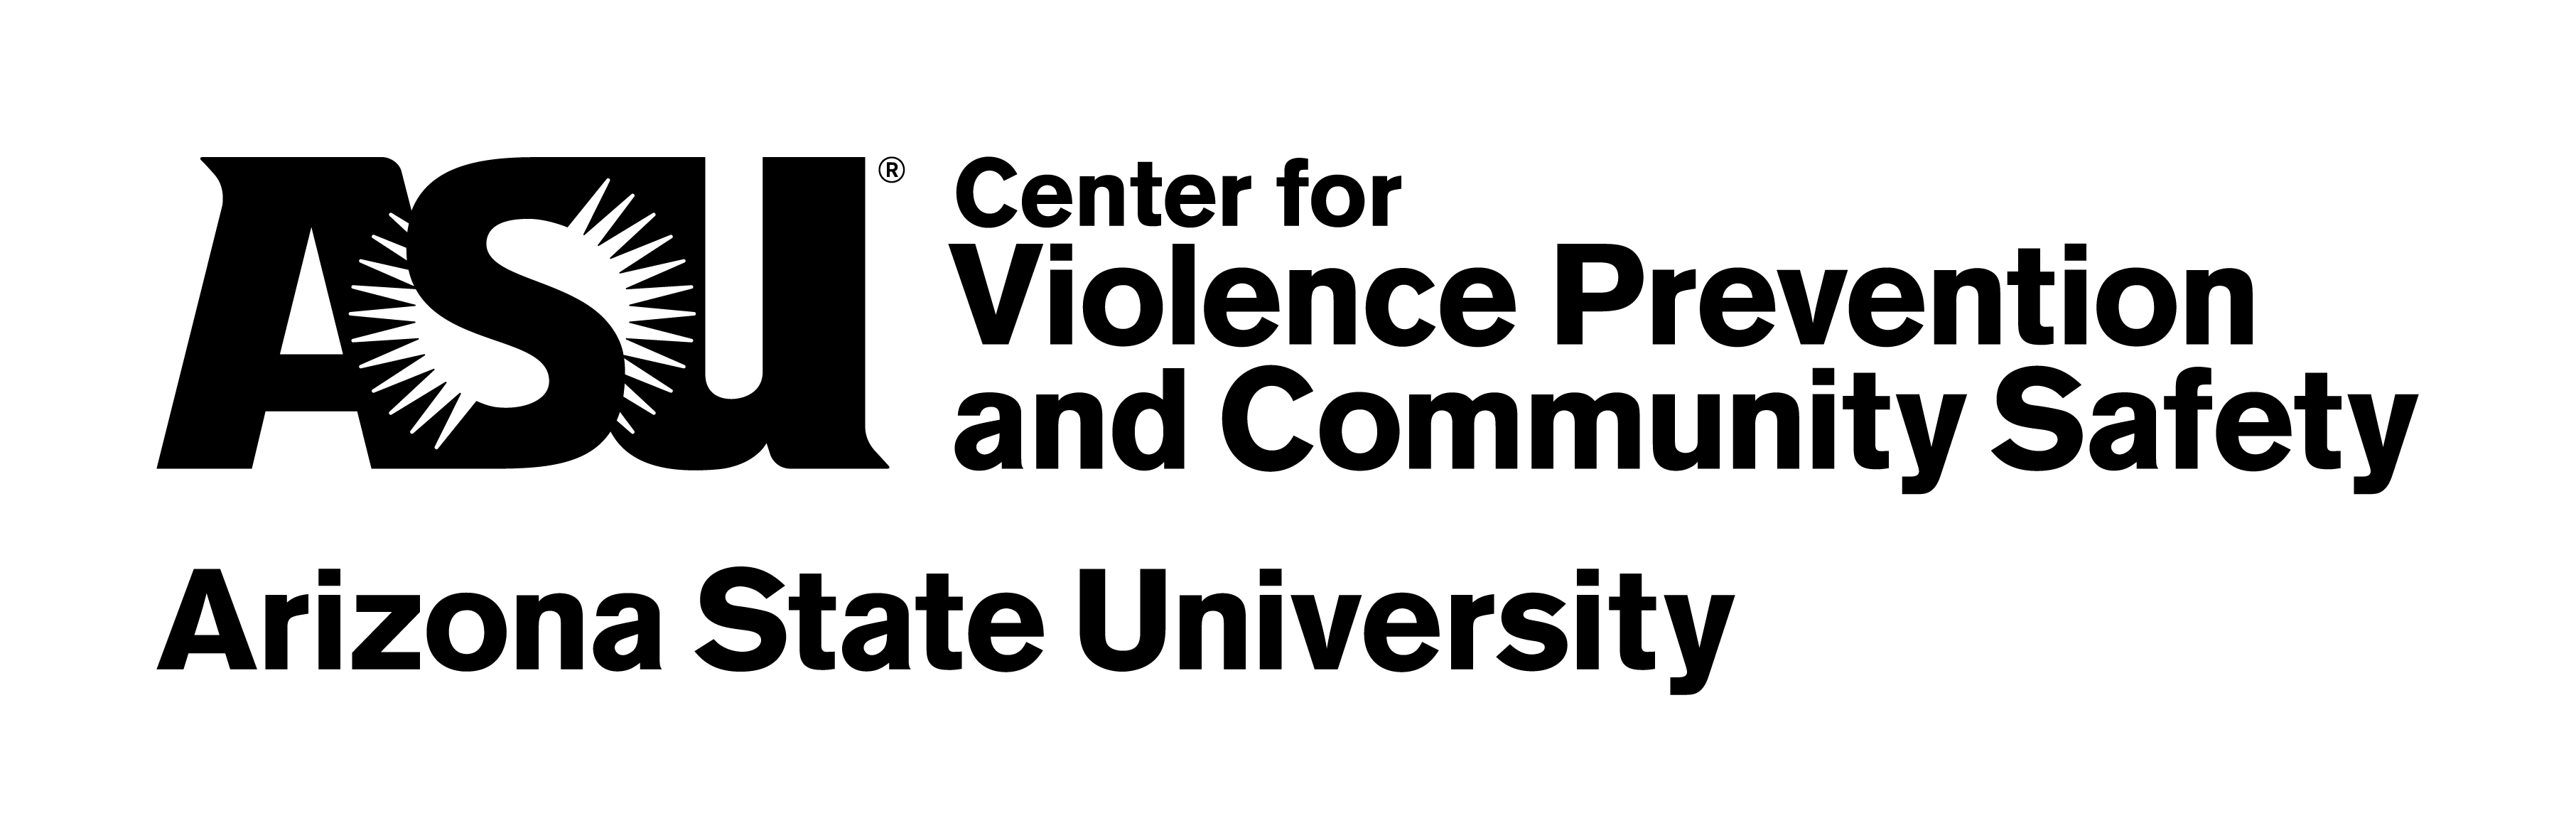 ASU® Center for
Violence Prevention
and Community Safety
Arizona State University